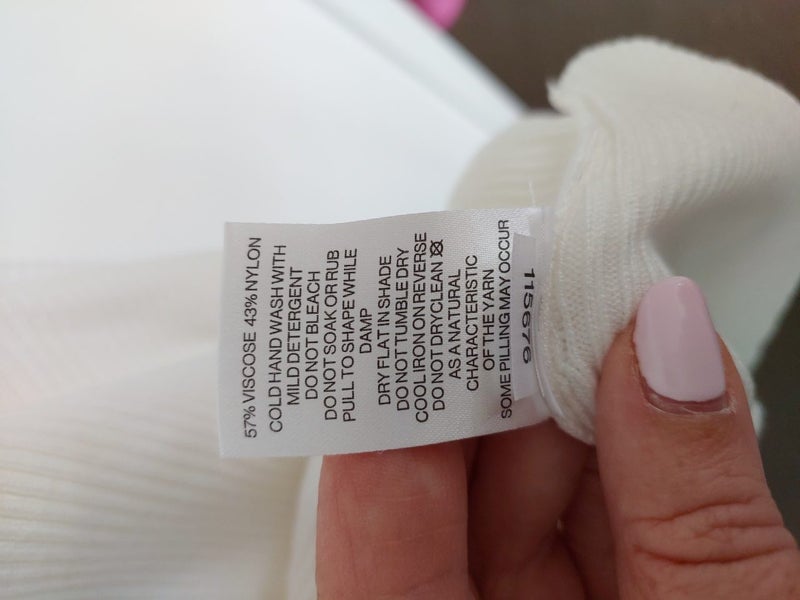 57% VISCOSE 43% NYLON
COLD HAND WASH WITH
MILD DETERGENT
DO NOT BLEACH
DO NOT SOAK OR RUB
PULL TO SHAPE WHILE
DAMP
DRY FLAT IN SHADE
DO NOT TUMBLE DRY
COOL IRON ON REVERSE
DO NOT DRYCLEAN
AS A NATURAL
CHARACTERISTIC
OF THE YARN
SOME PILLING MAY OCCUR
115676